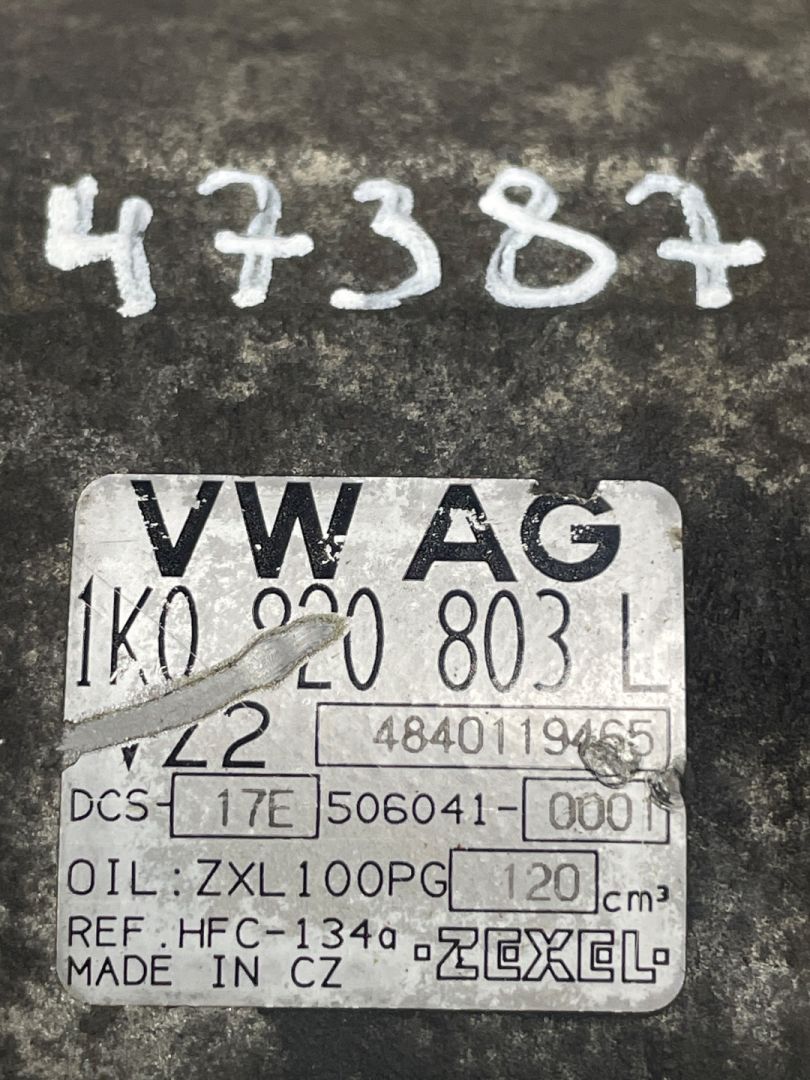 47387
VW AG
1K0 820 803 L
VZ2 4840119465
DCS-17E 506041-0001
OIL:ZXL100PG 120 cm³
REF.HFC-134a
MADE IN CZ ZEXEL